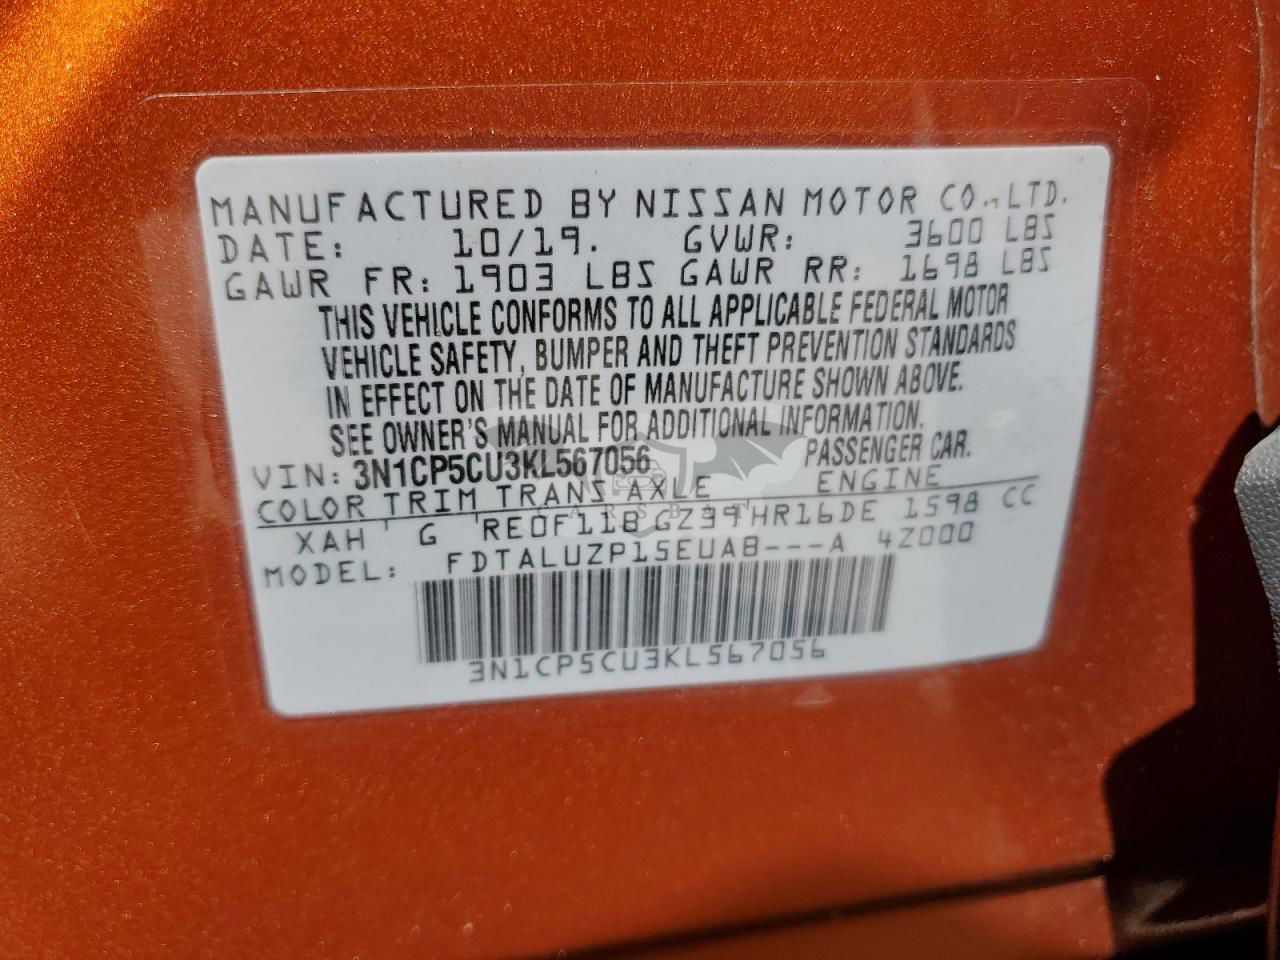 MANUFACTURED BY NISSAN MOTOR CO., LTD.
DATE: 10/19. GVWR: 3600 LBS
GAWR FR: 1903 LBS GAWR RR: 1698 LBS
THIS VEHICLE CONFORMS TO ALL APPLICABLE FEDERAL MOTOR
VEHICLE SAFETY, BUMPER AND THEFT PREVENTION STANDARDS
IN EFFECT ON THE DATE OF MANUFACTURE SHOWN ABOVE.
SEE OWNER'S MANUAL FOR ADDITIONAL INFORMATION.
VIN: 3N1CP5CU3KL567056 PASSENGER CAR.
COLOR TRIM TRANS AXLE ENGINE
XAH G RE0F11B GZ39 HR16DE 1598 CC
MODEL: FDTALUZP15EUAB---A 4Z000
3N1CP5CU3KL567056
CARSBAT